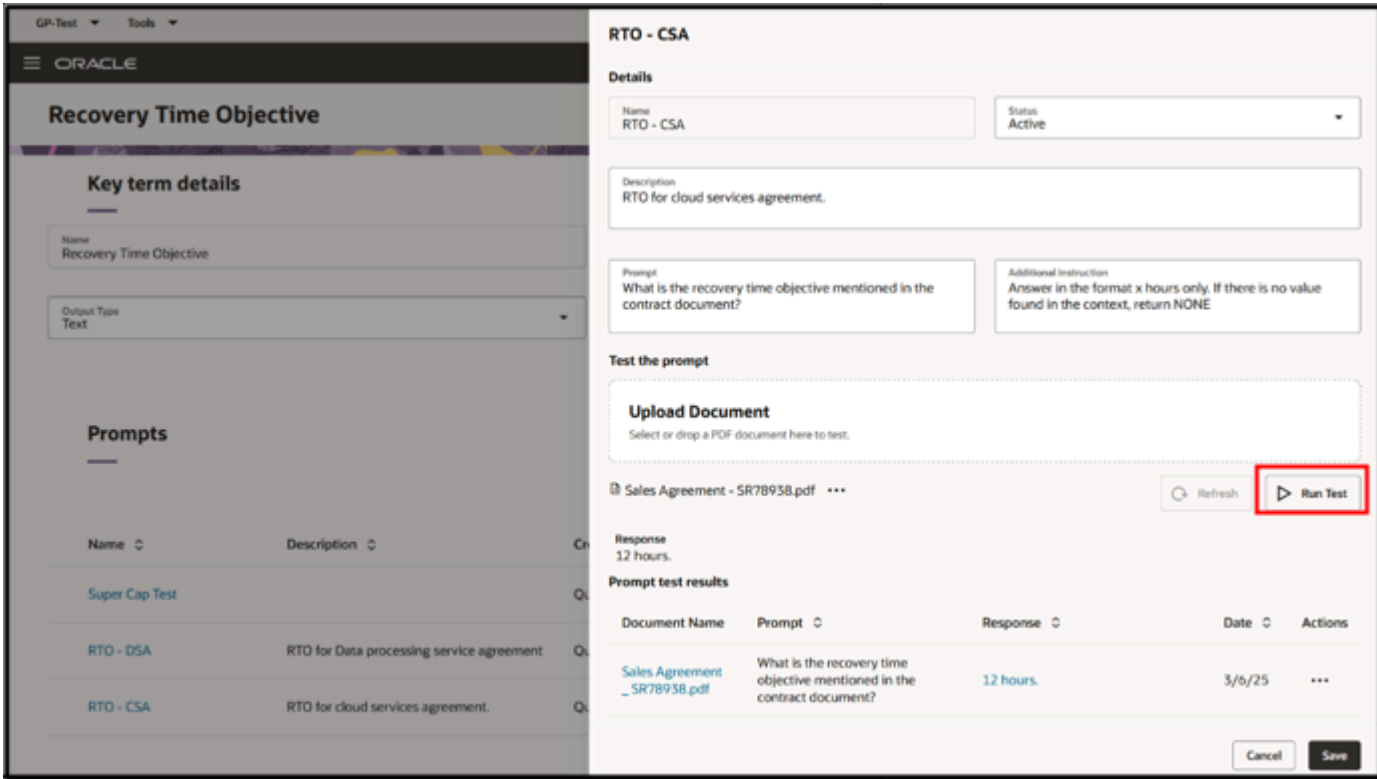 GP-Test
Tools
ORACLE
Recovery Time Objective
Key term details
Name
Recovery Time Objective
Output Type
Text
Prompts
Name
Description
Super Cap Test
RTO - DSA
RTO for Data processing service agreement
RTO - CSA
RTO for cloud services agreement.
RTO - CSA
Details
Name
RTO - CSA
Status
Active
Description
RTO for cloud services agreement.
Prompt
What is the recovery time objective mentioned in the
contract document?
Additional Instruction
Answer in the format x hours only. If there is no value
found in the context, return NONE
Test the prompt
Upload Document
Select or drop a PDF document here to test.
Sales Agreement - SR78938.pdf
Refresh
Run Test
Response
12 hours.
Prompt test results
Document Name
Prompt
Response
Date
Actions
Sales Agreement
_ SR78938.pdf
What is the recovery time
objective mentioned in the
contract document?
12 hours.
3/6/25
Cancel
Save